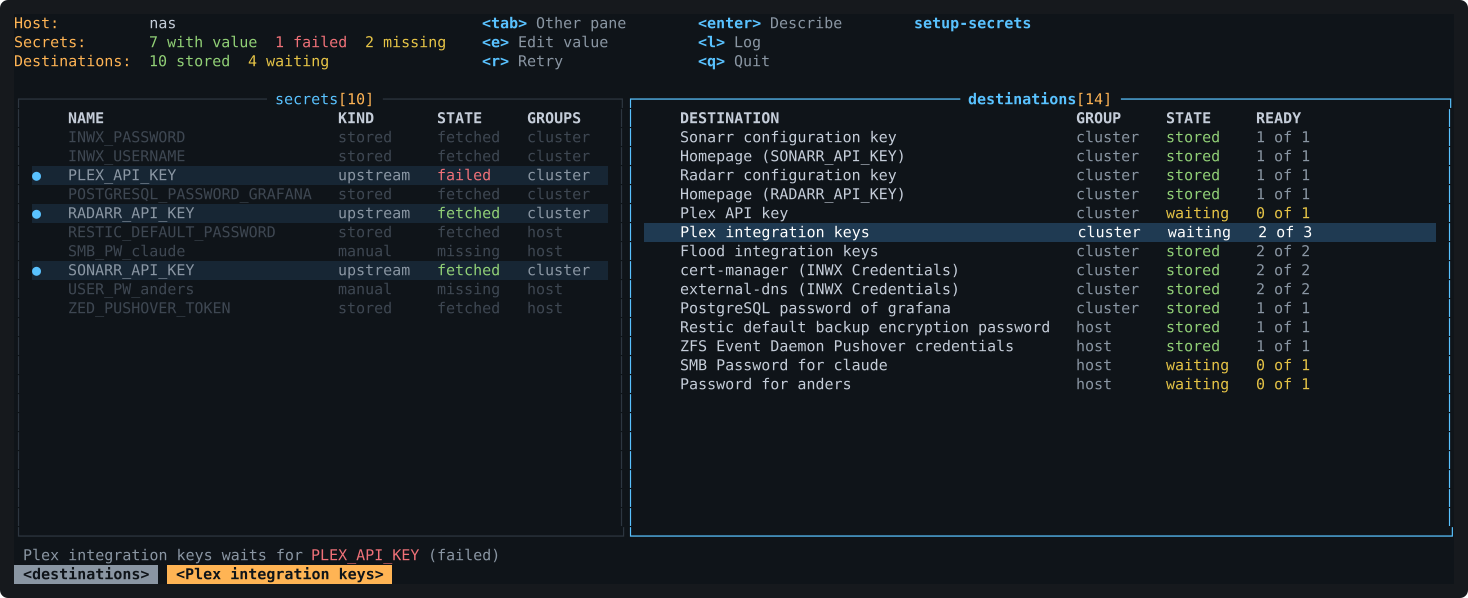 Host: nas <tab> Other pane <enter> Describe setup-secrets
Secrets: 7 with value 1 failed 2 missing <e> Edit value <l> Log
Destinations: 10 stored 4 waiting <r> Retry <q> Quit
secrets[10]
NAME KIND STATE GROUPS
INWX_PASSWORD stored fetched cluster
INWX_USERNAME stored fetched cluster
PLEX_API_KEY upstream failed cluster
POSTGRESQL_PASSWORD_GRAFANA stored fetched cluster
RADARR_API_KEY upstream fetched cluster
RESTIC_DEFAULT_PASSWORD stored fetched host
SMB_PW_claude manual missing host
SONARR_API_KEY upstream fetched cluster
USER_PW_anders manual missing host
ZED_PUSHOVER_TOKEN stored fetched host
destinations[14]
DESTINATION GROUP STATE READY
Sonarr configuration key cluster stored 1 of 1
Homepage (SONARR_API_KEY) cluster stored 1 of 1
Radarr configuration key cluster stored 1 of 1
Homepage (RADARR_API_KEY) cluster stored 1 of 1
Plex API key cluster waiting 0 of 1
Plex integration keys cluster waiting 2 of 3
Flood integration keys cluster stored 2 of 2
cert-manager (INWX Credentials) cluster stored 2 of 2
external-dns (INWX Credentials) cluster stored 2 of 2
PostgreSQL password of grafana cluster stored 1 of 1
Restic default backup encryption password host stored 1 of 1
ZFS Event Daemon Pushover credentials host stored 1 of 1
SMB Password for claude host waiting 0 of 1
Password for anders host waiting 0 of 1
Plex integration keys waits for PLEX_API_KEY (failed)
<destinations> <Plex integration keys>